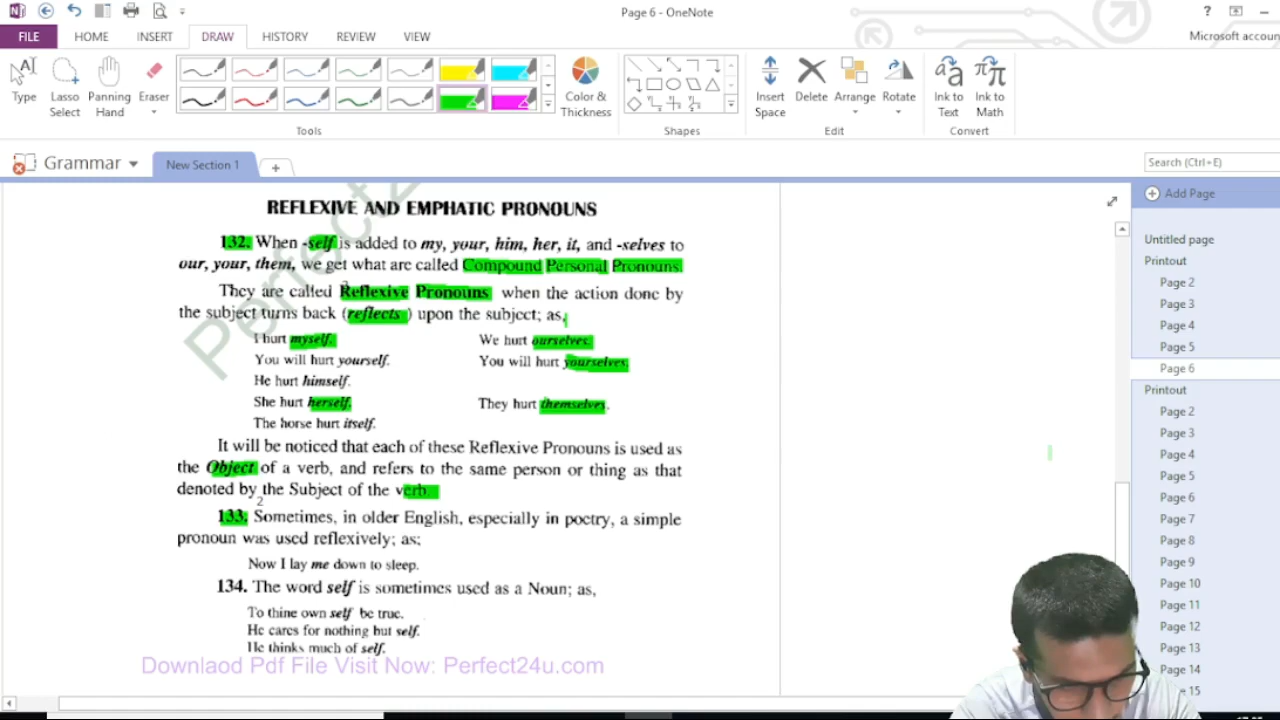 Page 6 - OneNote
?
FILE HOME INSERT DRAW HISTORY REVIEW VIEW
Microsoft accoun
Type Lasso Select Panning Hand Eraser Color & Thickness Insert Space Delete Arrange Rotate Ink to Text Ink to Math
Tools Shapes Edit Convert
Grammar New Section 1 +
Search (Ctrl+E)
Add Page
Untitled page
Printout
Page 2
Page 3
Page 4
Page 5
Page 6
Printout
Page 2
Page 3
Page 4
Page 5
Page 6
Page 7
Page 8
Page 9
Page 10
Page 11
Page 12
Page 13
Page 14
15
Perfect2
REFLEXIVE AND EMPHATIC PRONOUNS
132. When -self is added to my, your, him, her, it, and -selves to
our, your, them, we get what are called Compound Personal Pronouns.
They are called Reflexive Pronouns when the action done by
the subject turns back (reflects ) upon the subject; as,
I hurt myself. We hurt ourselves.
You will hurt yourself. You will hurt yourselves.
He hurt himself.
She hurt herself. They hurt themselves.
The horse hurt itself.
It will be noticed that each of these Reflexive Pronouns is used as
the Object of a verb, and refers to the same person or thing as that
denoted by the Subject of the verb.
2
133. Sometimes, in older English, especially in poetry, a simple
pronoun was used reflexively; as;
Now I lay me down to sleep.
134. The word self is sometimes used as a Noun; as,
To thine own self be true.
He cares for nothing but self.
He thinks much of self.
Downlaod Pdf File Visit Now: Perfect24u.com